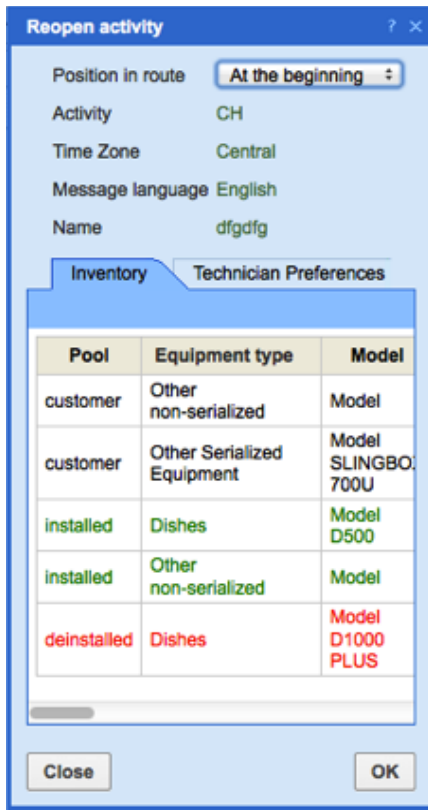 Reopen activity ? ×
Position in route At the beginning
Activity CH
Time Zone Central
Message language English
Name dfgdfg
Inventory Technician Preferences
Pool Equipment type Model
customer Other non-serialized Model
customer Other Serialized Equipment Model SLINGBO 700U
installed Dishes Model D500
installed Other non-serialized Model
deinstalled Dishes Model D1000 PLUS
Close OK